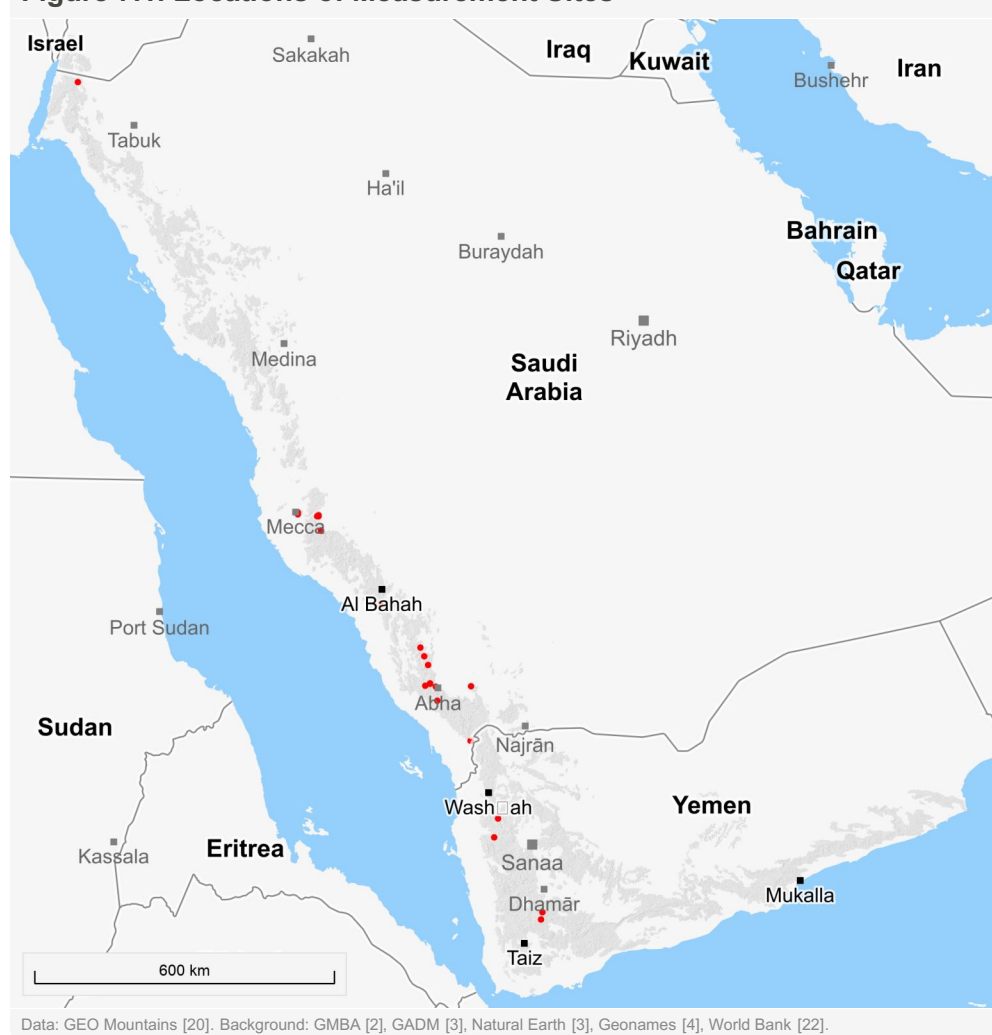 Israel
Sakakah
Iraq
Kuwait
Iran
Bushehr
Tabuk
Ha'il
Buraydah
Bahrain
Qatar
Riyadh
Medina
Saudi
Arabia
Mecca
Al Bahah
Port Sudan
Abha
Sudan
Najrān
Wash□ah
Yemen
Eritrea
Kassala
Sanaa
Mukalla
Dhamār
Taiz
600 km
Data: GEO Mountains [20]. Background: GMBA [2], GADM [3], Natural Earth [3], Geonames [4], World Bank [22].